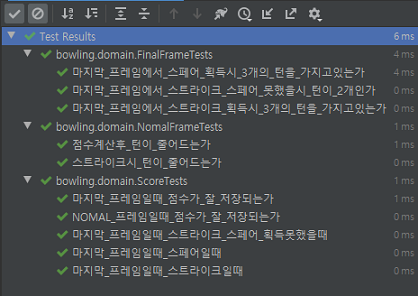 Test Results 6 ms
bowling.domain.FinalFrameTests 4 ms
마지막_프레임에서_스페어_획득시_3개의_턴을_가지고있는가 4 ms
마지막_프레임에서_스트라이크_스페어_못했을시_턴이_2개인가 0 ms
마지막_프레임에서_스트라이크_획득시_3개의_턴을_가지고있는가 0 ms
bowling.domain.NomalFrameTests 1 ms
점수계산후_턴이_줄어드는가 1 ms
스트라이크시_턴이_줄어드는가 0 ms
bowling.domain.ScoreTests 1 ms
마지막_프레임일때_점수가_잘_저장되는가 1 ms
NOMAL_프레임일때_점수가_잘_저장되는가 0 ms
마지막_프레임일때_스트라이크_스페어_획득못했을때 0 ms
마지막_프레임일때_스페어일때 0 ms
마지막_프레임일때_스트라이크일때 0 ms